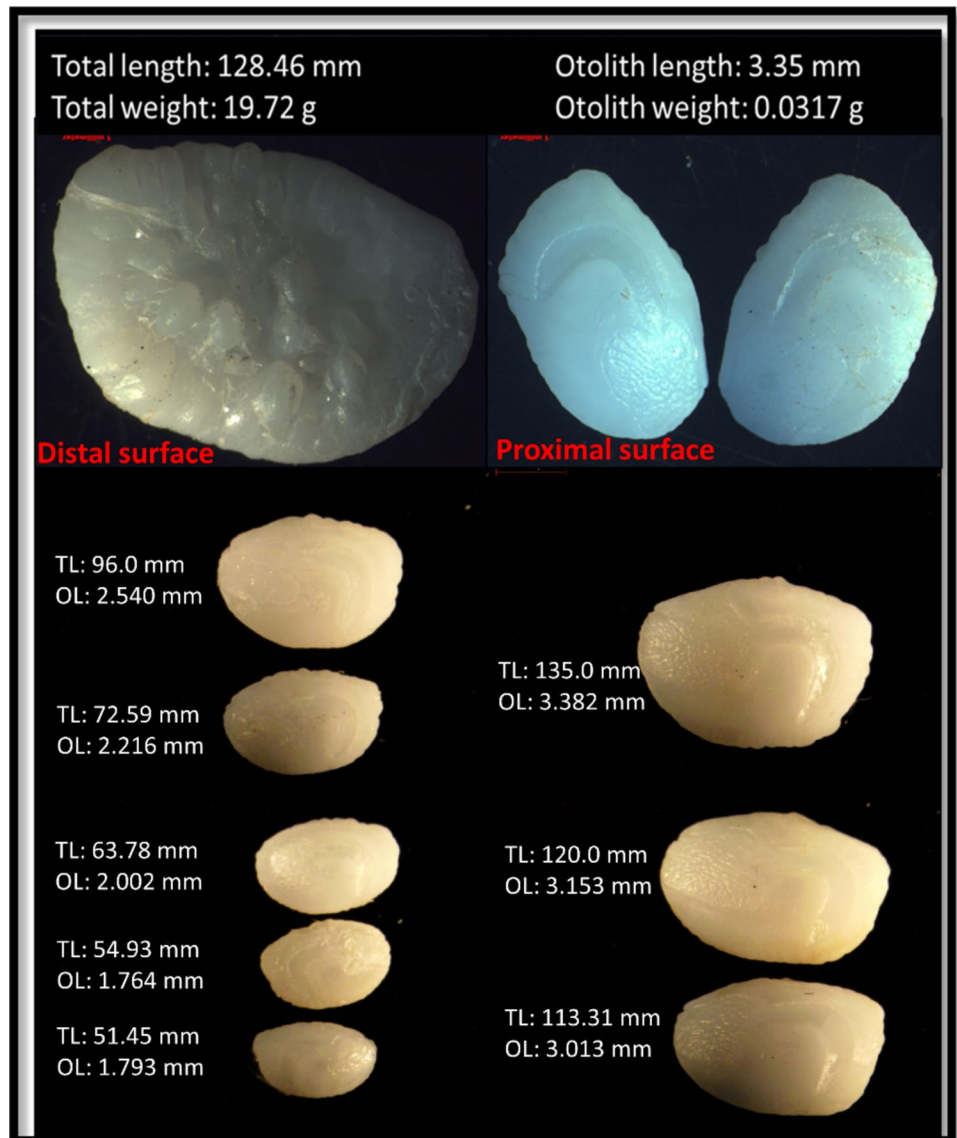 Total length: 128.46 mm
Total weight: 19.72 g
Otolith length: 3.35 mm
Otolith weight: 0.0317 g
Distal surface
Proximal surface
TL: 96.0 mm
OL: 2.540 mm
TL: 72.59 mm
OL: 2.216 mm
TL: 63.78 mm
OL: 2.002 mm
TL: 54.93 mm
OL: 1.764 mm
TL: 51.45 mm
OL: 1.793 mm
TL: 135.0 mm
OL: 3.382 mm
TL: 120.0 mm
OL: 3.153 mm
TL: 113.31 mm
OL: 3.013 mm